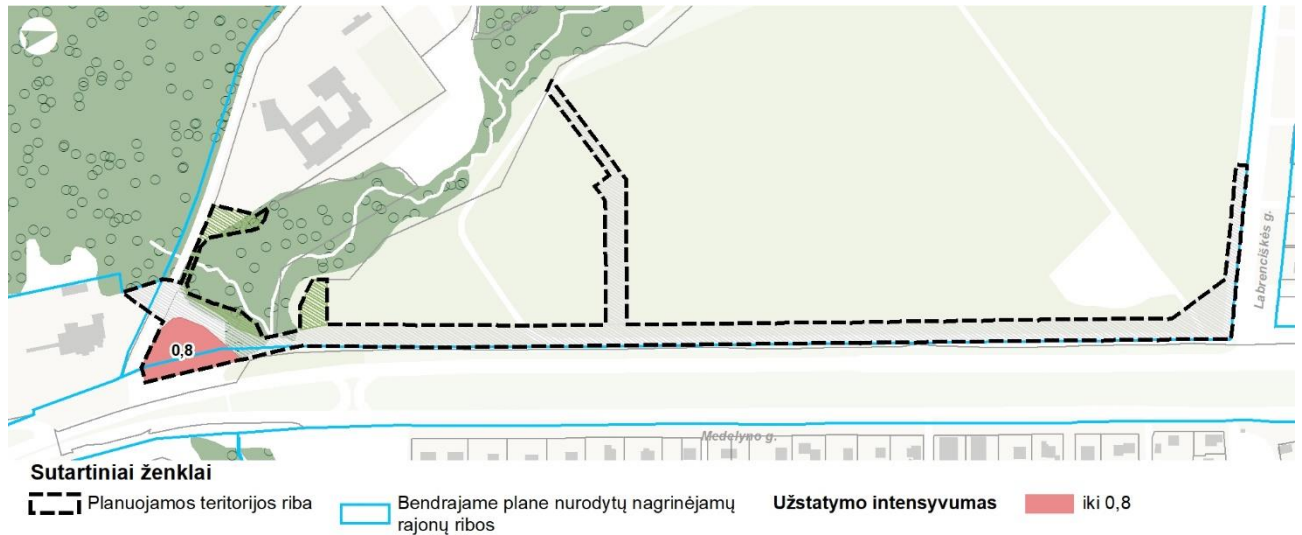 Labrenciškės g.
0,8
Medelyno g.
Sutartiniai ženklai
Planuojamos teritorijos riba
Bendrajame plane nurodytų nagrinėjamų
rajonų ribos
Užstatymo intensyvumas
iki 0,8